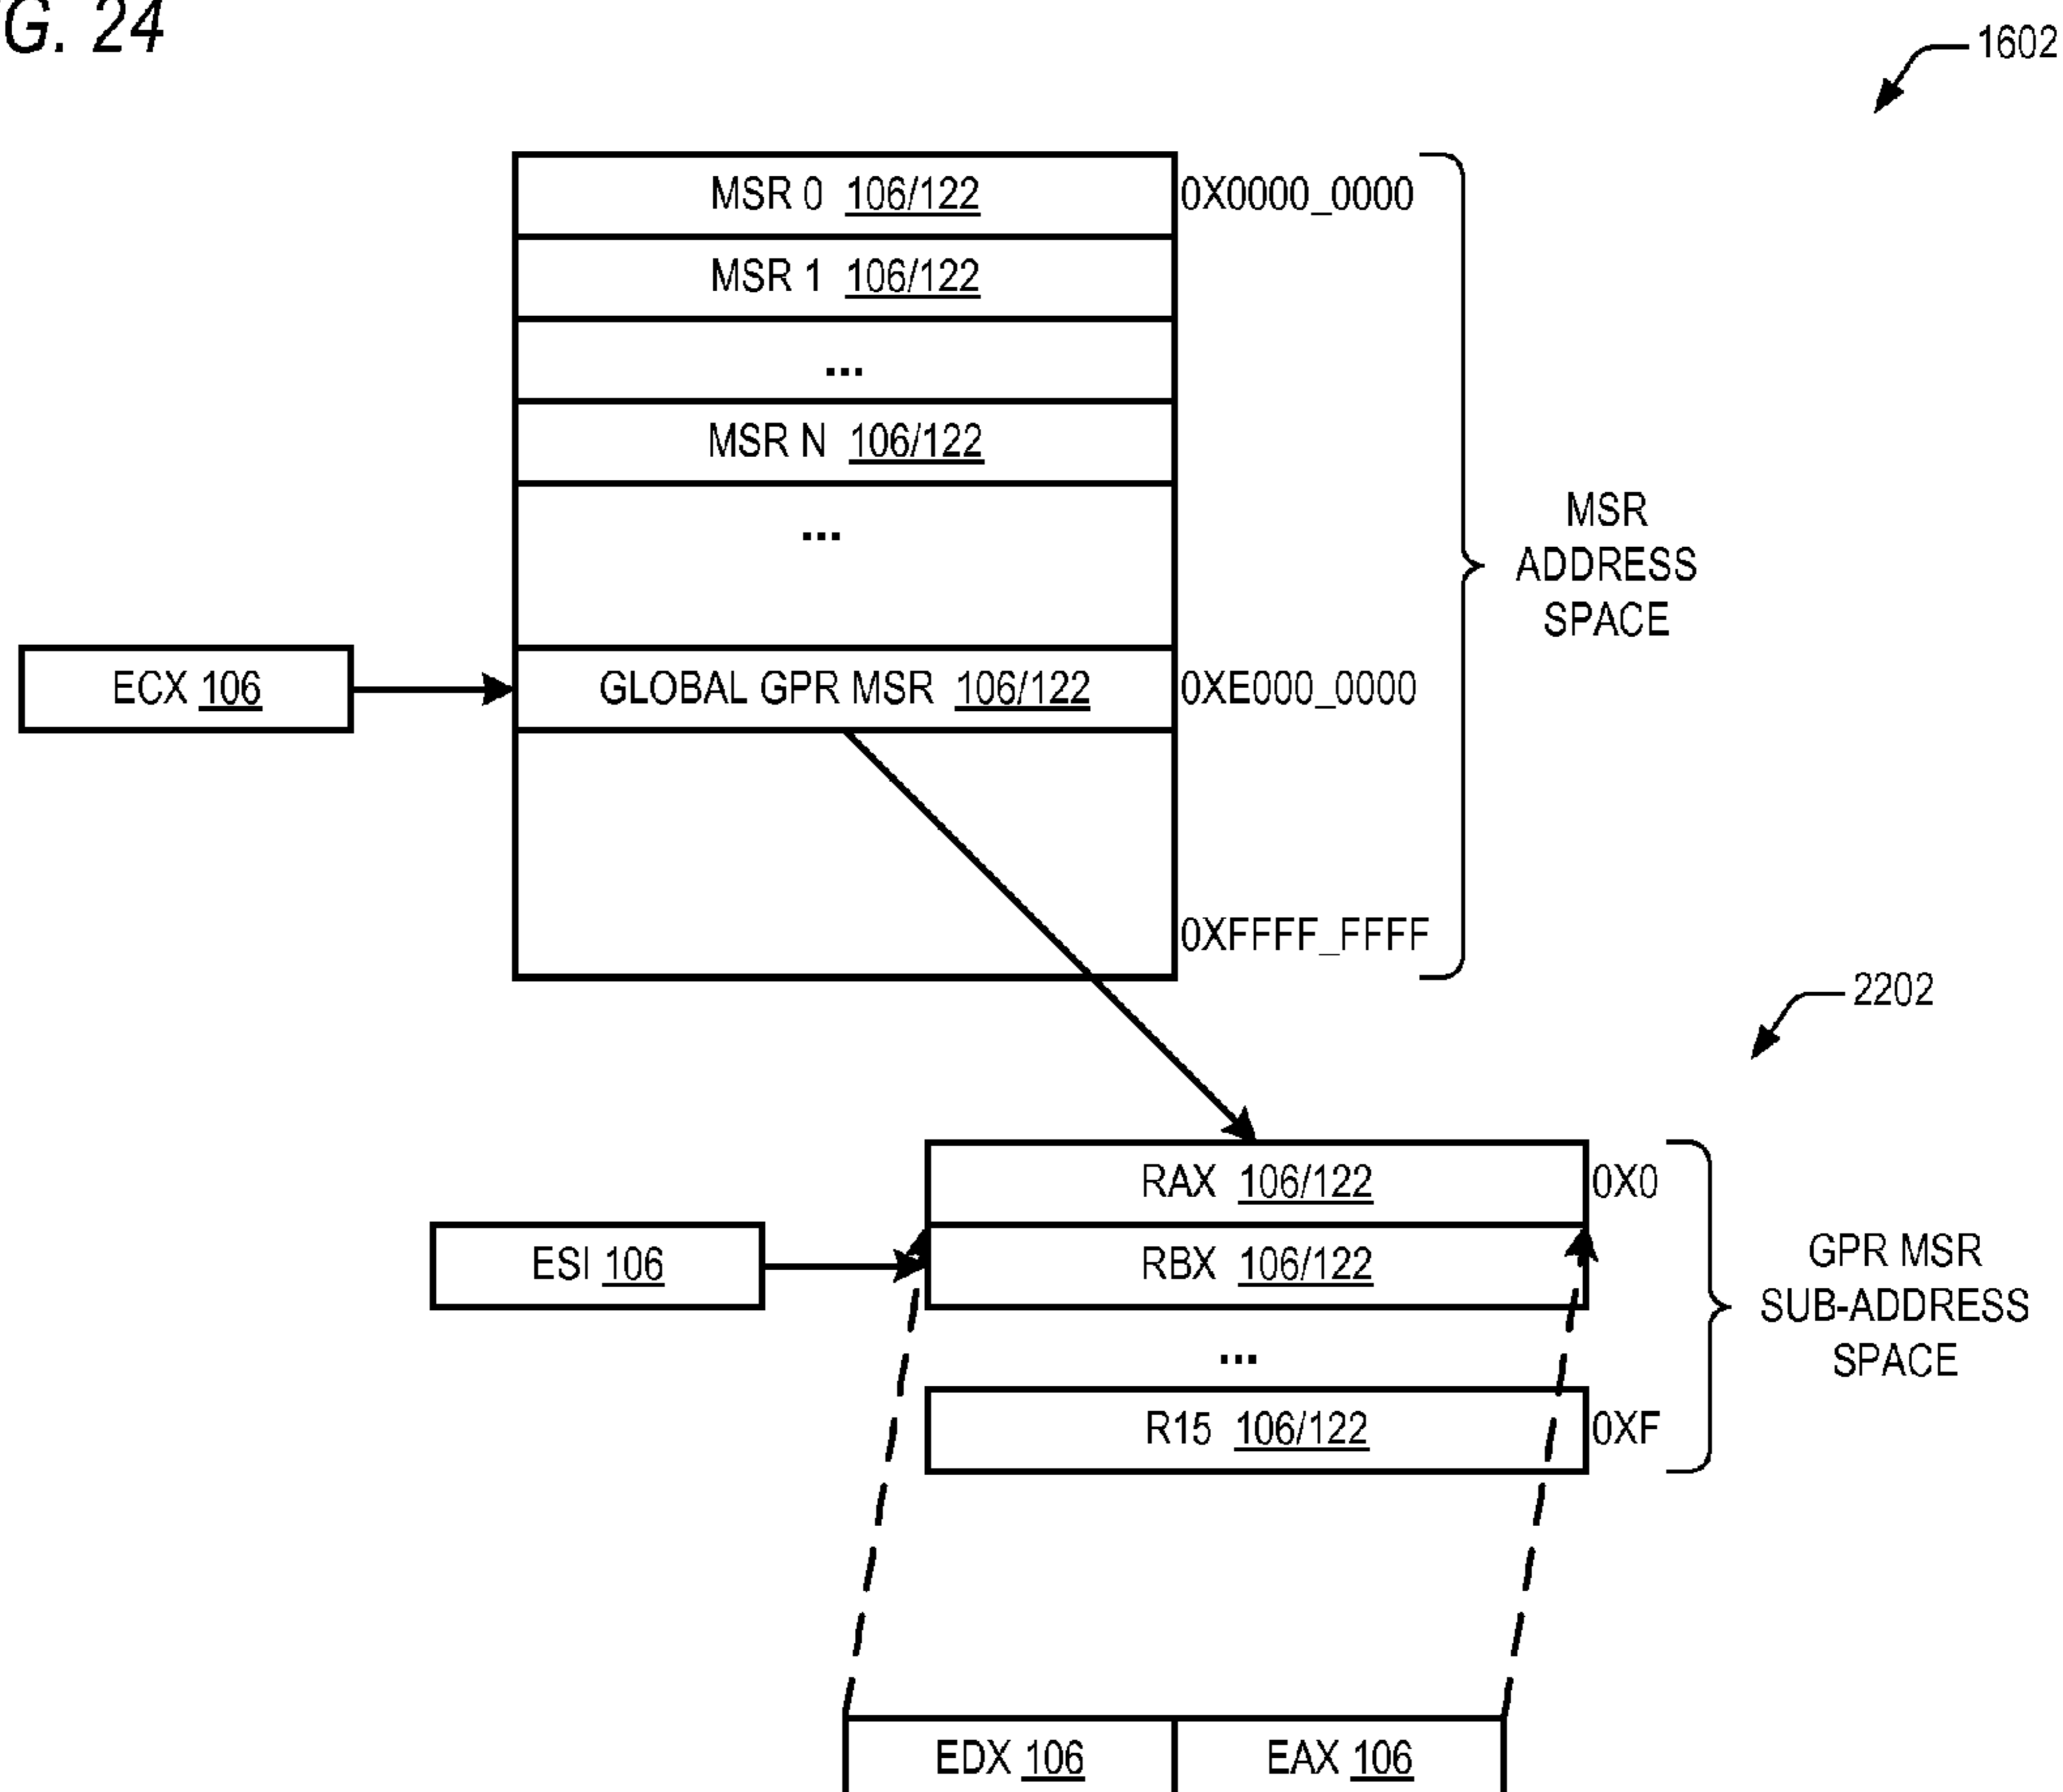 G. 24
1602
MSR 0 106/122 0X0000_0000
MSR 1 106/122
...
MSR N 106/122
...
MSR
ADDRESS
SPACE
ECX 106
GLOBAL GPR MSR 106/122 0XE000_0000
0XFFFF_FFFF
2202
RAX 106/122 0X0
ESI 106
RBX 106/122
GPR MSR
SUB-ADDRESS
SPACE
...
R15 106/122 0XF
EDX 106 EAX 106